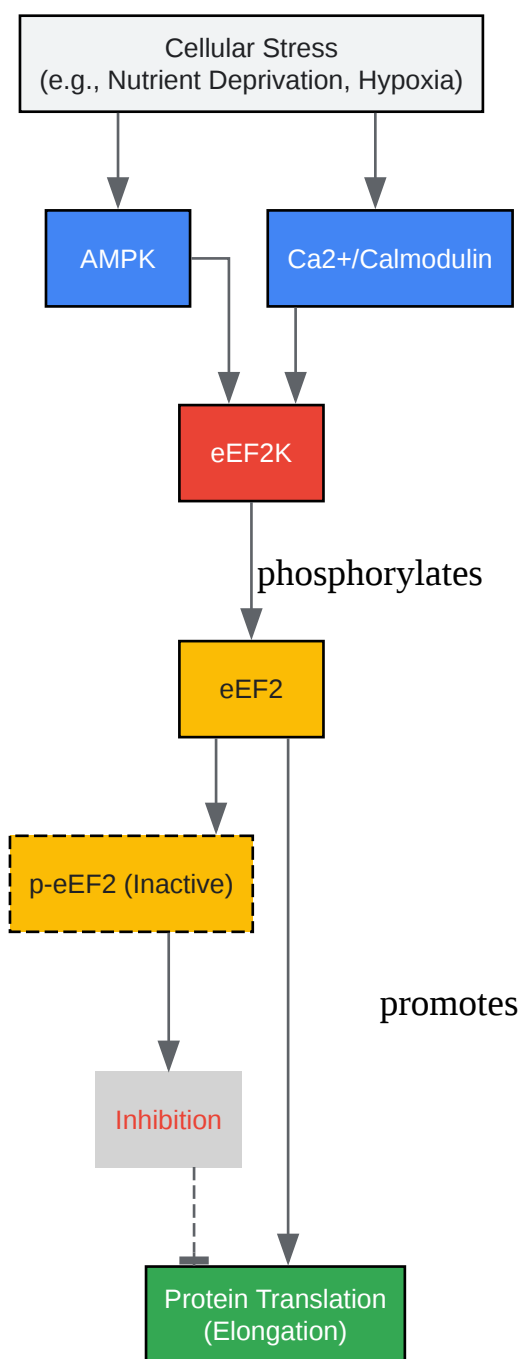 Cellular Stress
(e.g., Nutrient Deprivation, Hypoxia)
AMPK
Ca2+/Calmodulin
eEF2K
phosphorylates
eEF2
p-eEF2 (Inactive)
promotes
Inhibition
Protein Translation
(Elongation)